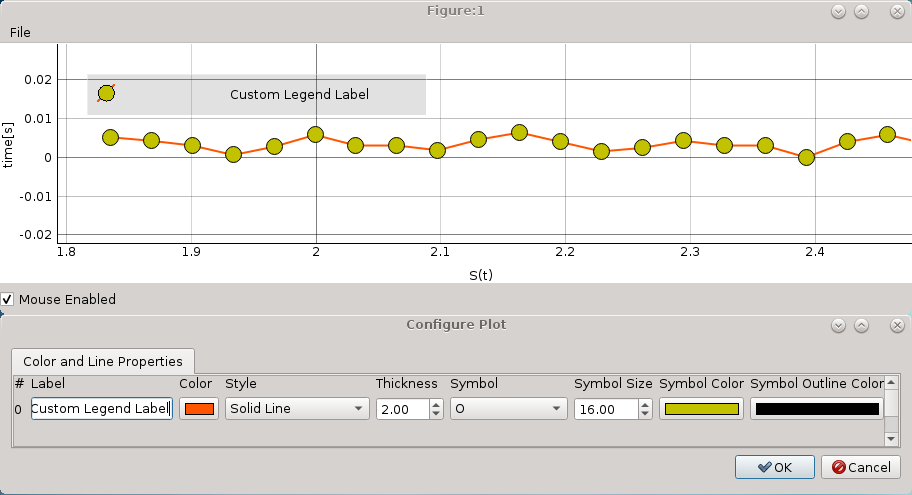 Figure:1
File
0.02
Custom Legend Label
0.01
time[s]
0
-0.01
-0.02
1.8 1.9 2 2.1 2.2 2.3 2.4
S(t)
Mouse Enabled
Configure Plot
Color and Line Properties
# Label Color Style Thickness Symbol Symbol Size Symbol Color Symbol Outline Color
0 Custom Legend Label Solid Line 2.00 O 16.00
OK Cancel